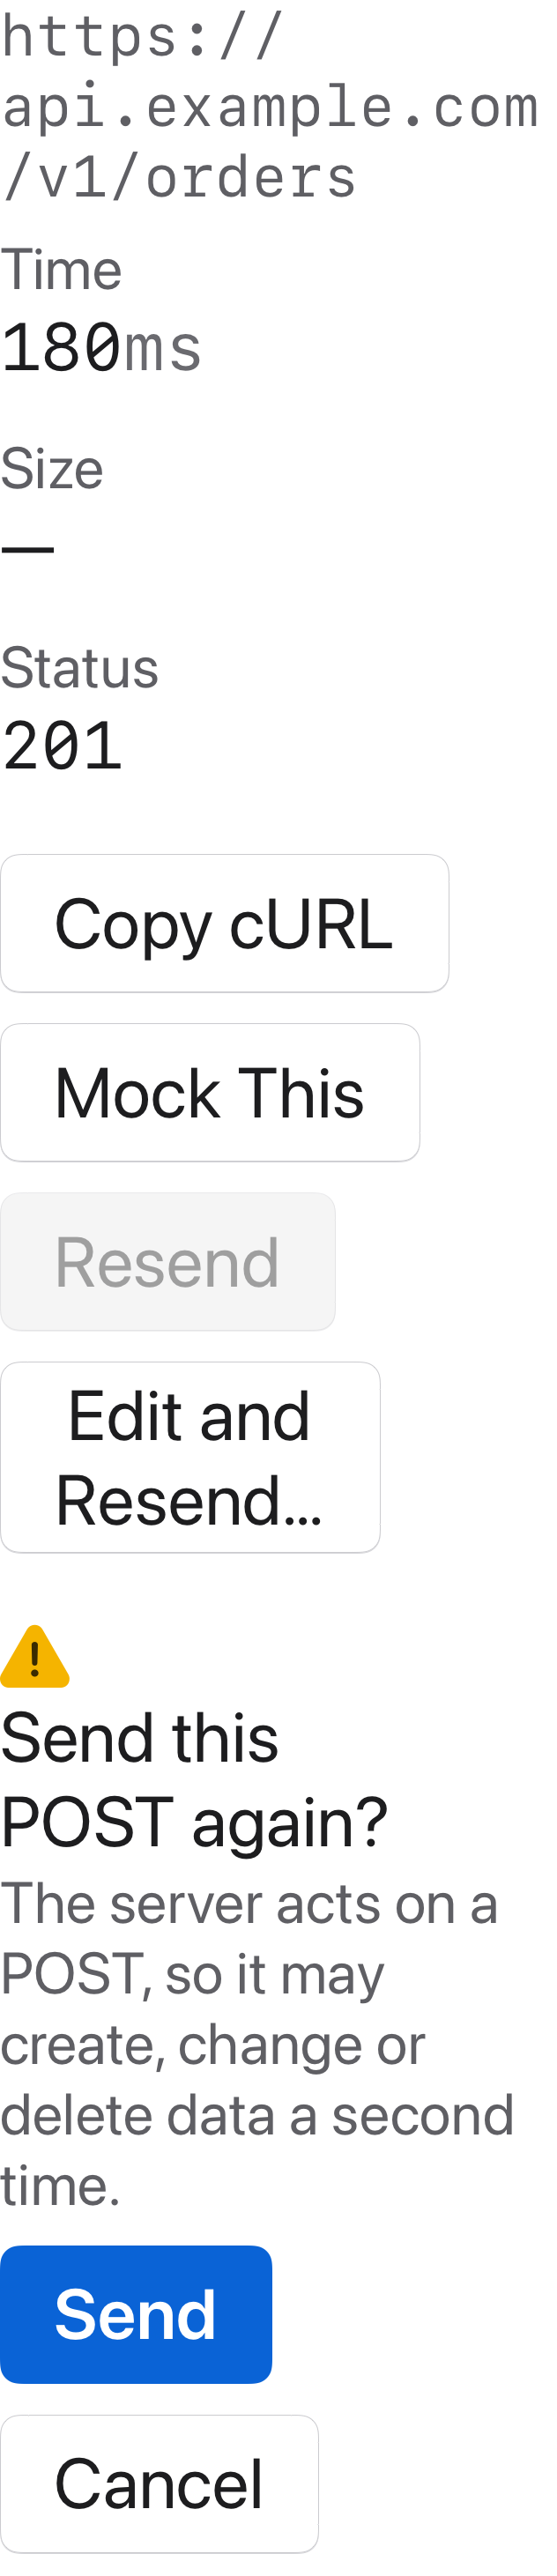 https://
api.example.com
/v1/orders
Time
180ms
Size
—
Status
201
Copy cURL
Mock This
Resend
Edit and
Resend...
Send this
POST again?
The server acts on a
POST, so it may
create, change or
delete data a second
time.
Send
Cancel